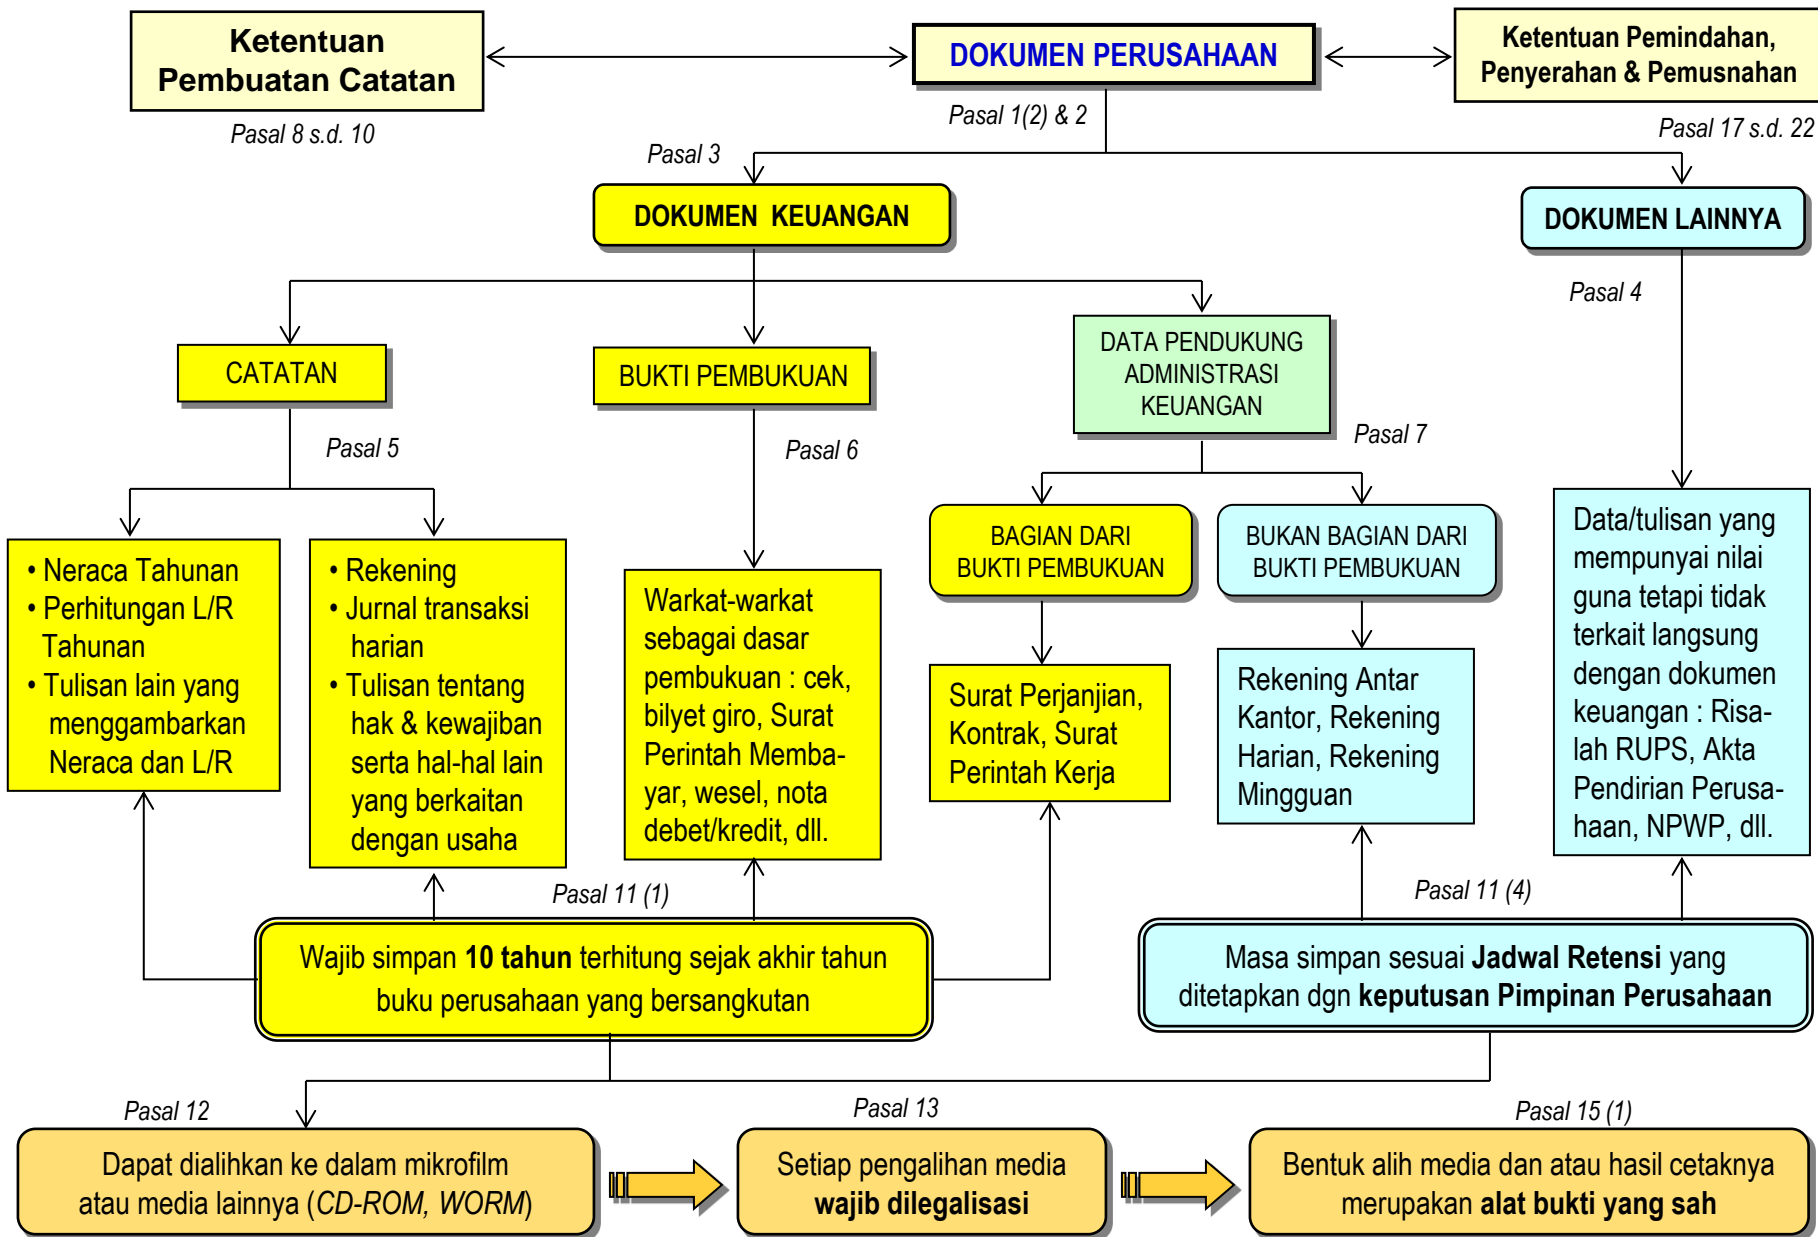 Ketentuan
Pembuatan Catatan
DOKUMEN PERUSAHAAN
Ketentuan Pemindahan,
Penyerahan & Pemusnahan
Pasal 8 s.d. 10
Pasal 1(2) & 2
Pasal 17 s.d. 22
Pasal 3
DOKUMEN KEUANGAN
DOKUMEN LAINNYA
Pasal 4
CATATAN
BUKTI PEMBUKUAN
DATA PENDUKUNG
ADMINISTRASI
KEUANGAN
Pasal 5
Pasal 6
Pasal 7
• Neraca Tahunan
• Perhitungan L/R
Tahunan
• Tulisan lain yang
menggambarkan
Neraca dan L/R
• Rekening
• Jurnal transaksi
harian
• Tulisan tentang
hak & kewajiban
serta hal-hal lain
yang berkaitan
dengan usaha
Warkat-warkat
sebagai dasar
pembukuan : cek,
bilyet giro, Surat
Perintah Memba-
yar, wesel, nota
debet/kredit, dll.
BAGIAN DARI
BUKTI PEMBUKUAN
BUKAN BAGIAN DARI
BUKTI PEMBUKUAN
Surat Perjanjian,
Kontrak, Surat
Perintah Kerja
Rekening Antar
Kantor, Rekening
Harian, Rekening
Mingguan
Data/tulisan yang
mempunyai nilai
guna tetapi tidak
terkait langsung
dengan dokumen
keuangan : Risa-
lah RUPS, Akta
Pendirian Perusa-
haan, NPWP, dll.
Pasal 11 (1)
Pasal 11 (4)
Wajib simpan 10 tahun terhitung sejak akhir tahun
buku perusahaan yang bersangkutan
Masa simpan sesuai Jadwal Retensi yang
ditetapkan dgn keputusan Pimpinan Perusahaan
Pasal 12
Pasal 13
Pasal 15 (1)
Dapat dialihkan ke dalam mikrofilm
atau media lainnya (CD-ROM, WORM)
Setiap pengalihan media
wajib dilegalisasi
Bentuk alih media dan atau hasil cetaknya
merupakan alat bukti yang sah